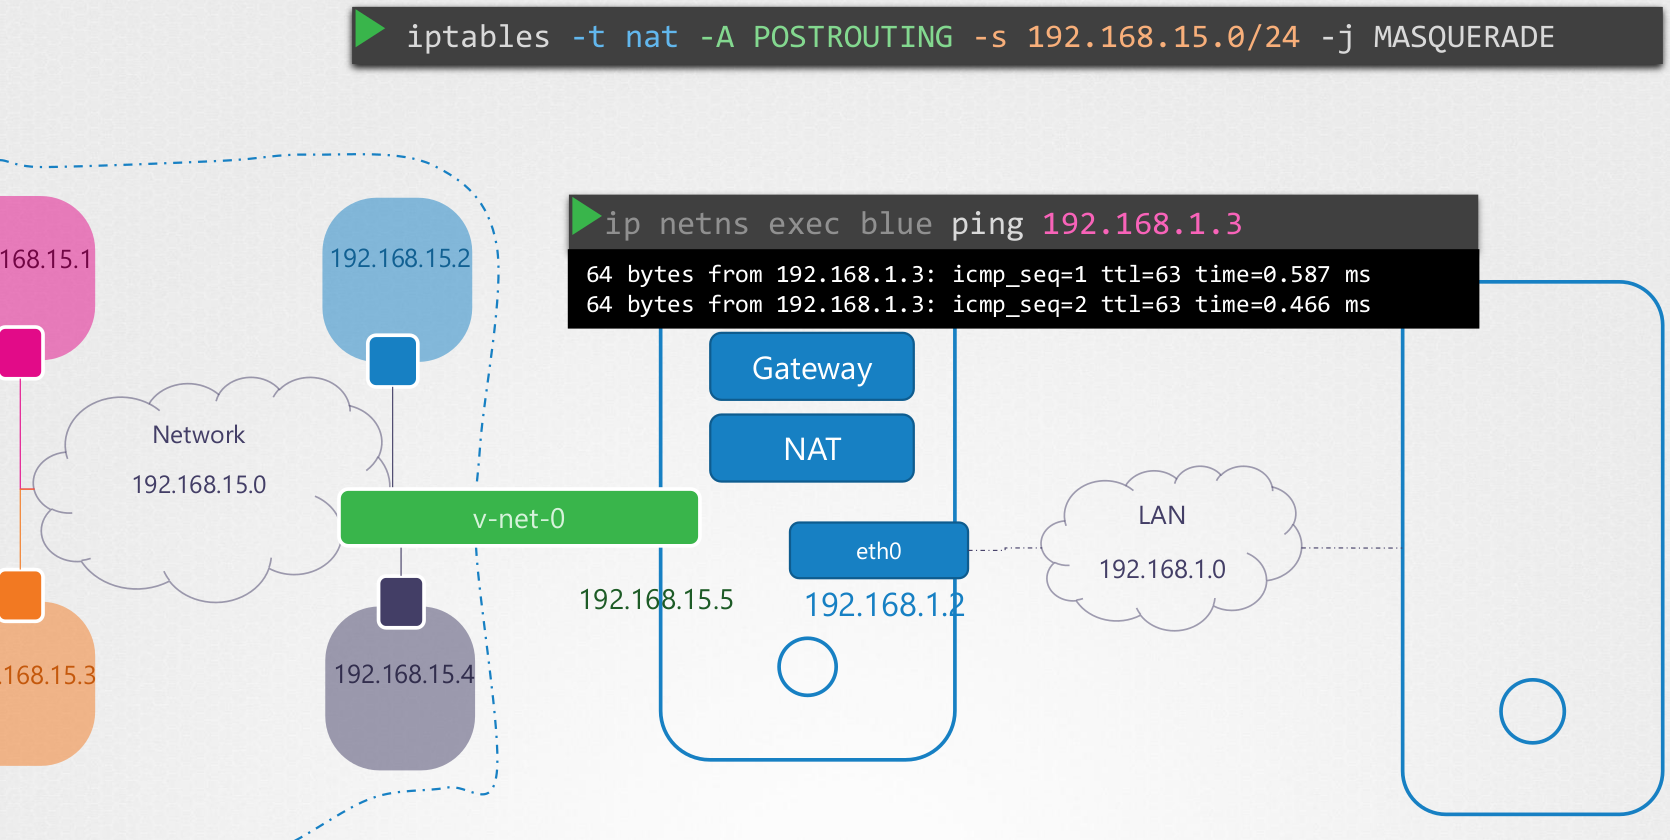 iptables -t nat -A POSTROUTING -s 192.168.15.0/24 -j MASQUERADE
ip netns exec blue ping 192.168.1.3
64 bytes from 192.168.1.3: icmp_seq=1 ttl=63 time=0.587 ms
64 bytes from 192.168.1.3: icmp_seq=2 ttl=63 time=0.466 ms
168.15.1
192.168.15.2
Network
192.168.15.0
v-net-0
.168.15.3
192.168.15.4
Gateway
NAT
eth0
192.168.15.5
192.168.1.2
LAN
192.168.1.0